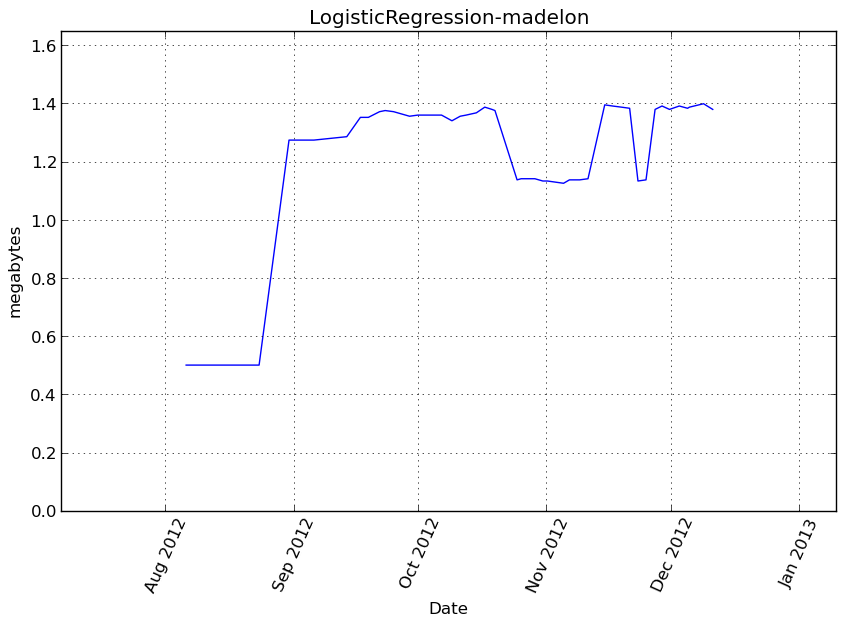 LogisticRegression-madelon
megabytes
1.6
1.4
1.2
1.0
0.8
0.6
0.4
0.2
0.0
Aug 2012
Sep 2012
Oct 2012
Nov 2012
Dec 2012
Jan 2013
Date